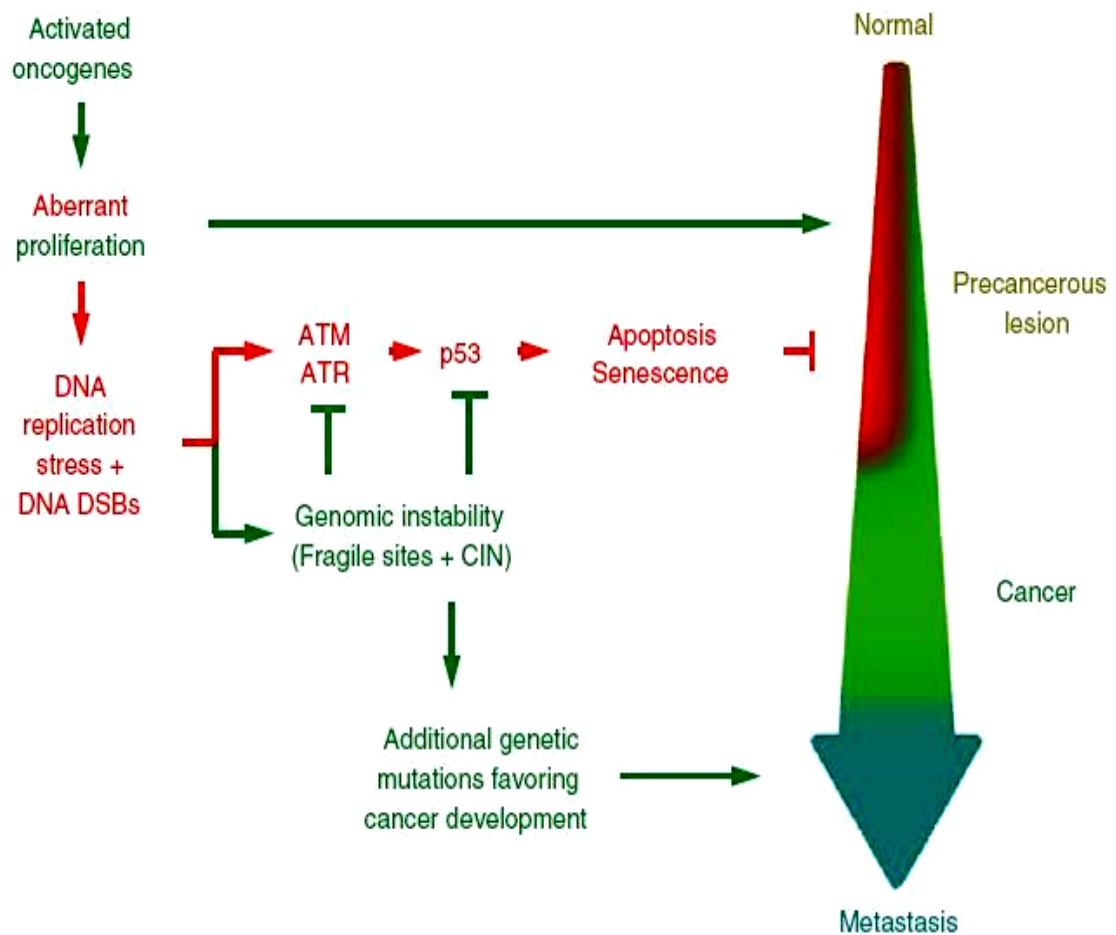 Activated
oncogenes
Normal
Aberrant
proliferation
Precancerous
lesion
ATM
ATR
p53
Apoptosis
Senescence
DNA
replication
stress +
DNA DSBs
Genomic instability
(Fragile sites + CIN)
Cancer
Additional genetic
mutations favoring
cancer development
Metastasis